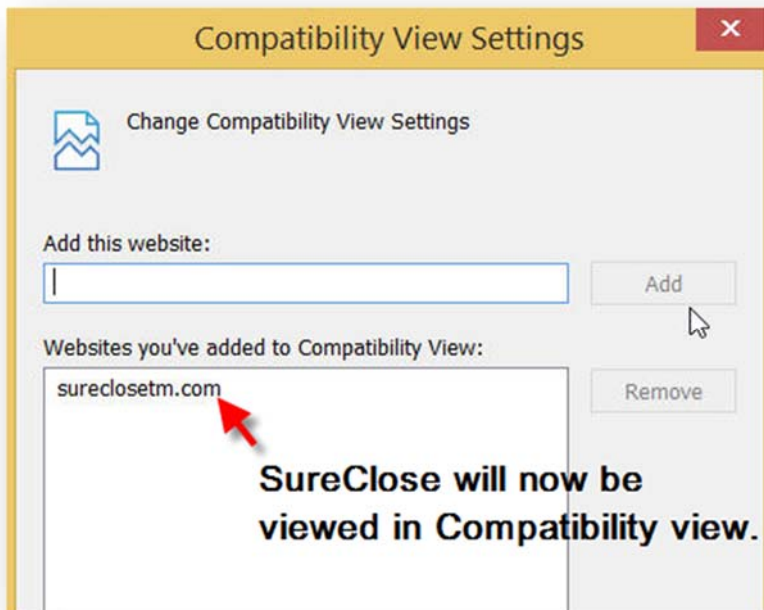 Compatibility View Settings
Change Compatibility View Settings
Add this website:
Add
Websites you've added to Compatibility View:
sureclosetm.com
Remove
SureClose will now be
viewed in Compatibility view.